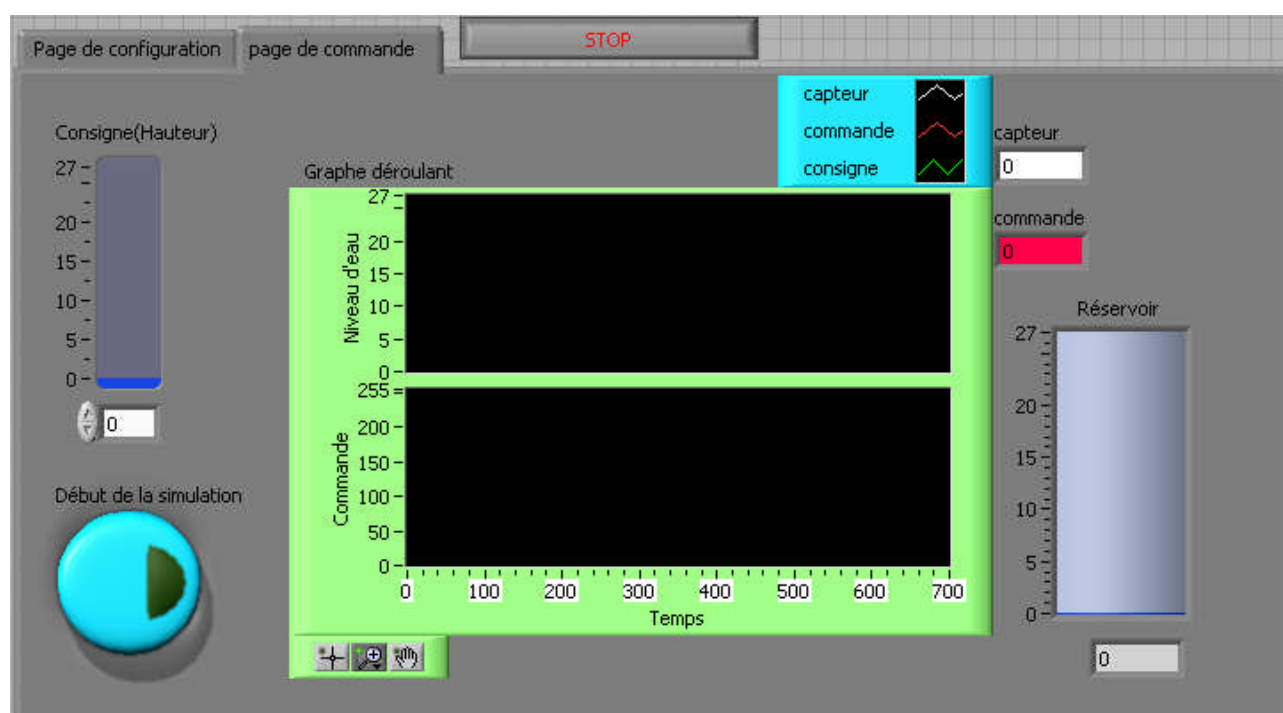 Page de configuration
page de commande
STOP
capteur
commande
consigne
Consigne(Hauteur)
27
20
15
10
5
0
0
Début de la simulation
Graphe déroulant
Niveau d'eau
27
20
15
10
5
0
Commande
255
200
150
100
50
0
0 100 200 300 400 500 600 700
Temps
capteur
0
commande
0
Réservoir
27
20
15
10
5
0
0